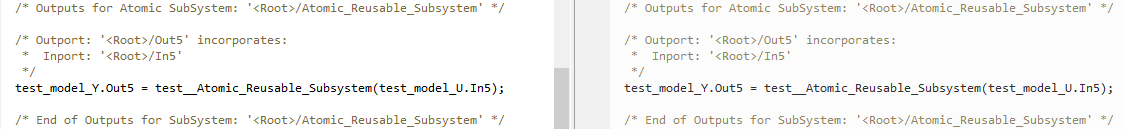 /* Outputs for Atomic SubSystem: '<Root>/Atomic_Reusable_Subsystem' */
/* Outport: '<Root>/Out5' incorporates:
 *  Inport: '<Root>/In5'
 */
test_model_Y.Out5 = test__Atomic_Reusable_Subsystem(test_model_U.In5);
/* End of Outputs for SubSystem: '<Root>/Atomic_Reusable_Subsystem' */
/* Outputs for Atomic SubSystem: '<Root>/Atomic_Reusable_Subsystem' */
/* Outport: '<Root>/Out5' incorporates:
 *  Inport: '<Root>/In5'
 */
test_model_Y.Out5 = test__Atomic_Reusable_Subsystem(test_model_U.In5);
/* End of Outputs for SubSystem: '<Root>/Atomic_Reusable_Subsystem' */